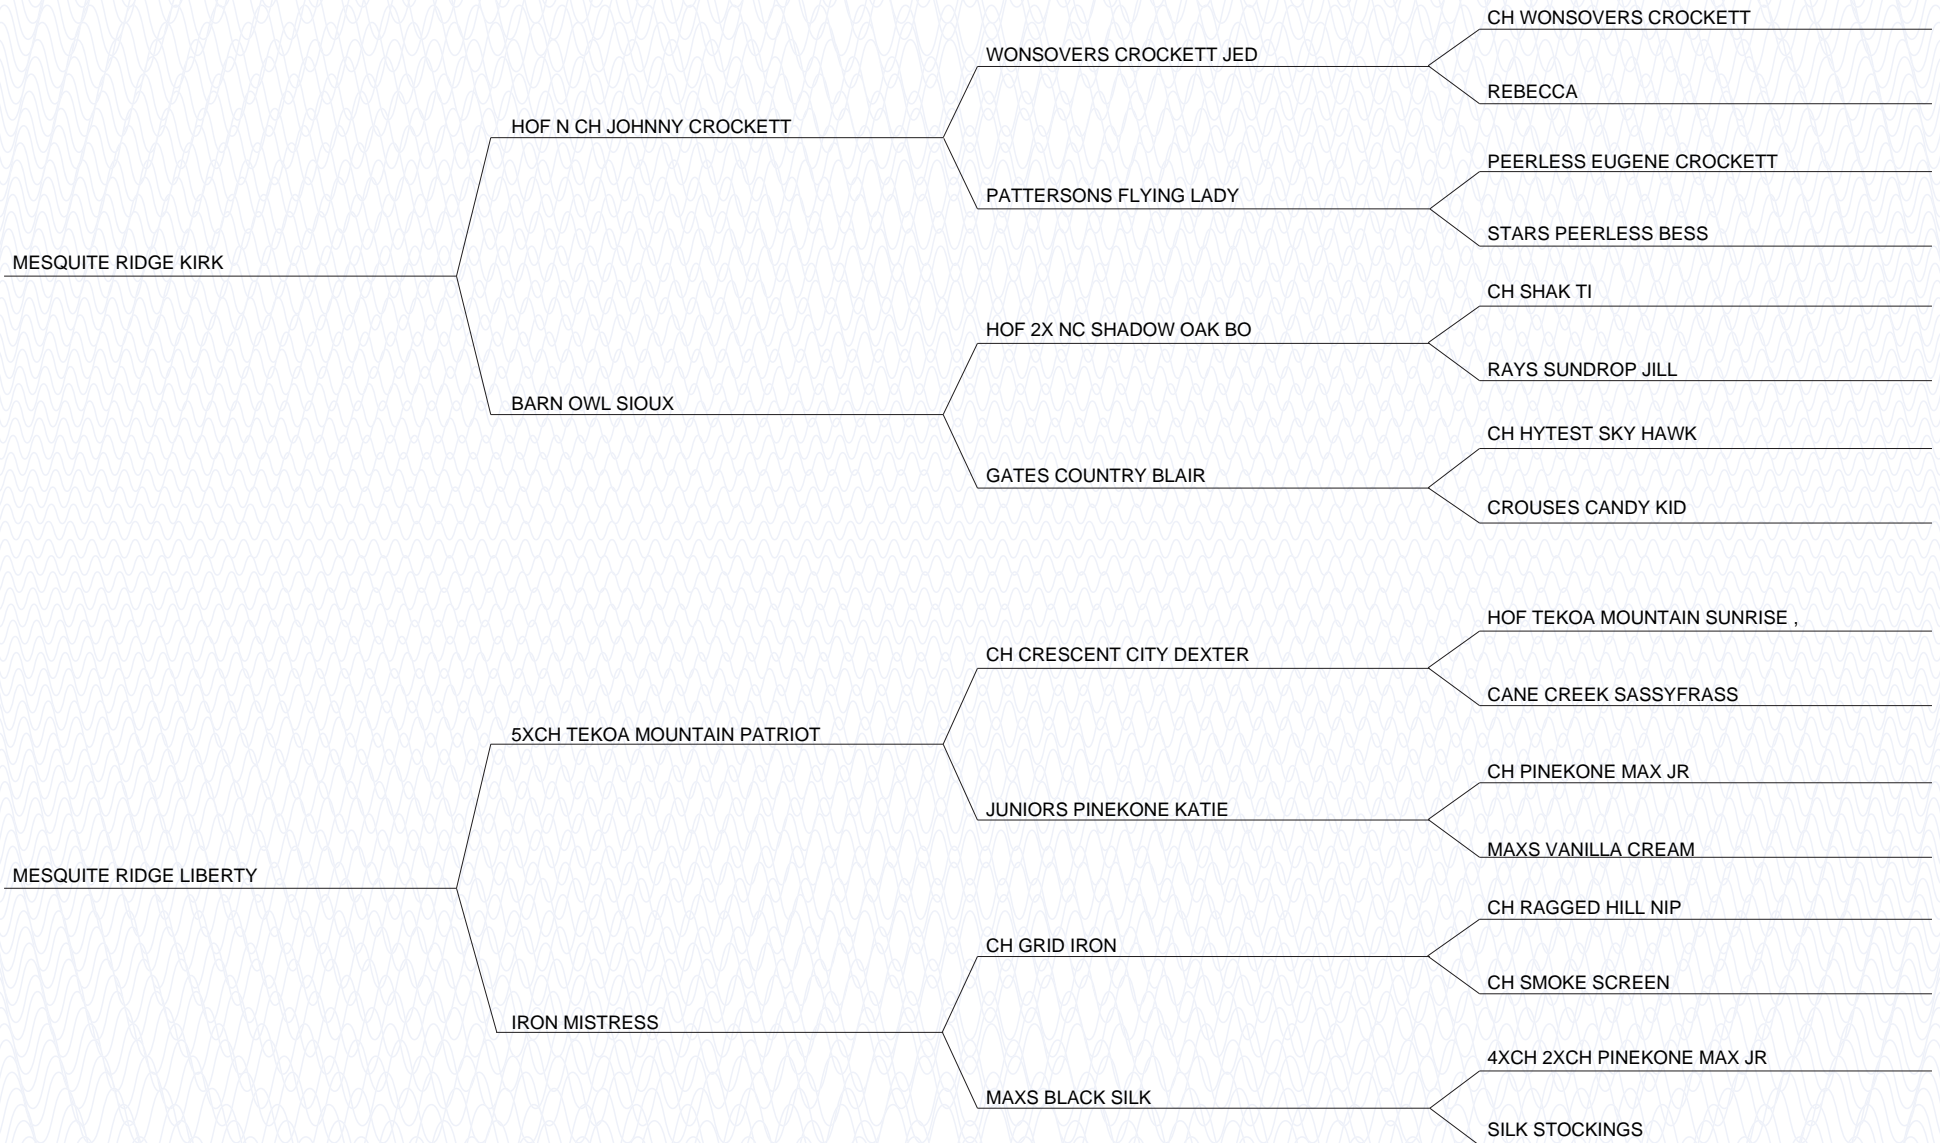 CH WONSOVERS CROCKETT
WONSOVERS CROCKETT JED
REBECCA
HOF N CH JOHNNY CROCKETT
PEERLESS EUGENE CROCKETT
PATTERSONS FLYING LADY
STARS PEERLESS BESS
MESQUITE RIDGE KIRK
CH SHAK TI
HOF 2X NC SHADOW OAK BO
RAYS SUNDROP JILL
BARN OWL SIOUX
CH HYTEST SKY HAWK
GATES COUNTRY BLAIR
CROUSES CANDY KID
HOF TEKOA MOUNTAIN SUNRISE ,
CH CRESCENT CITY DEXTER
CANE CREEK SASSYFRASS
5XCH TEKOA MOUNTAIN PATRIOT
CH PINEKONE MAX JR
JUNIORS PINEKONE KATIE
MAXS VANILLA CREAM
MESQUITE RIDGE LIBERTY
CH RAGGED HILL NIP
CH GRID IRON
CH SMOKE SCREEN
IRON MISTRESS
4XCH 2XCH PINEKONE MAX JR
MAXS BLACK SILK
SILK STOCKINGS